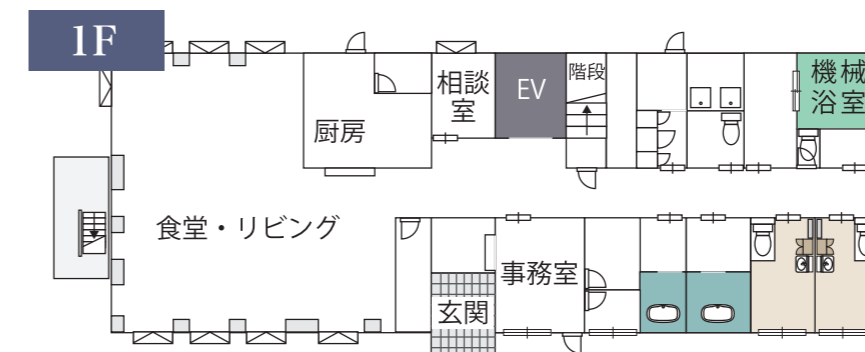 1F
相談
室
EV
階段
機械
浴室
厨房
食堂・リビング
事務室
玄関